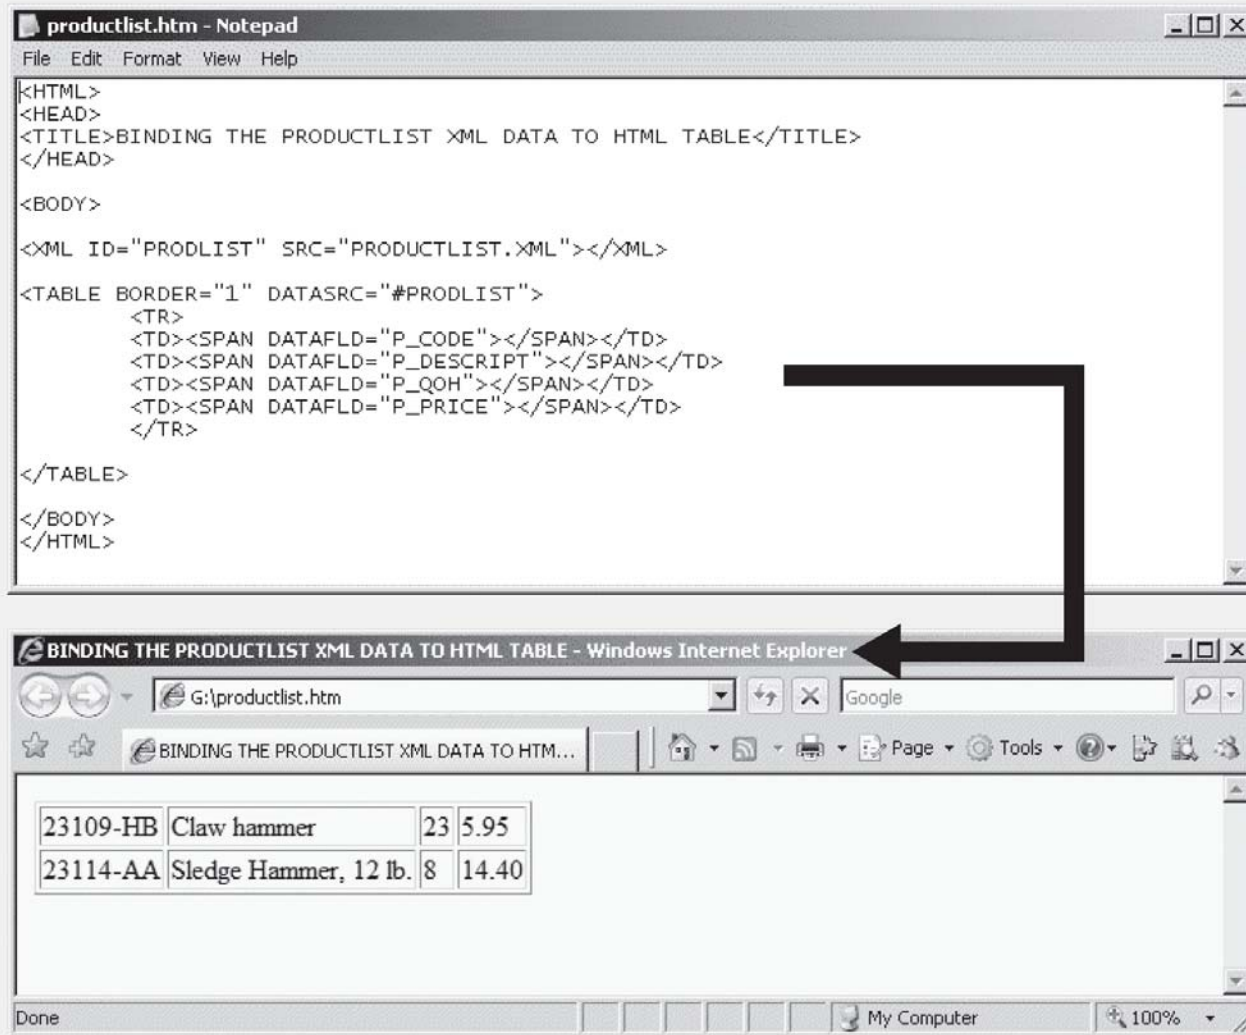 productlist.htm - Notepad
File Edit Format View Help
<HTML>
<HEAD>
<TITLE>BINDING THE PRODUCTLIST XML DATA TO HTML TABLE</TITLE>
</HEAD>
<BODY>
<XML ID="PRODLIST" SRC="PRODUCTLIST.XML"></XML>
<TABLE BORDER="1" DATASRC="#PRODLIST">
<TR>
<TD><SPAN DATAFLD="P_CODE"></SPAN></TD>
<TD><SPAN DATAFLD="P_DESCRIPT"></SPAN></TD>
<TD><SPAN DATAFLD="P_QOH"></SPAN></TD>
<TD><SPAN DATAFLD="P_PRICE"></SPAN></TD>
</TR>
</TABLE>
</BODY>
</HTML>
BINDING THE PRODUCTLIST XML DATA TO HTML TABLE - Windows Internet Explorer
G:\productlist.htm Google
BINDING THE PRODUCTLIST XML DATA TO HTM... Page Tools
23109-HB Claw hammer 23 5.95
23114-AA Sledge Hammer, 12 lb. 8 14.40
Done My Computer 100%